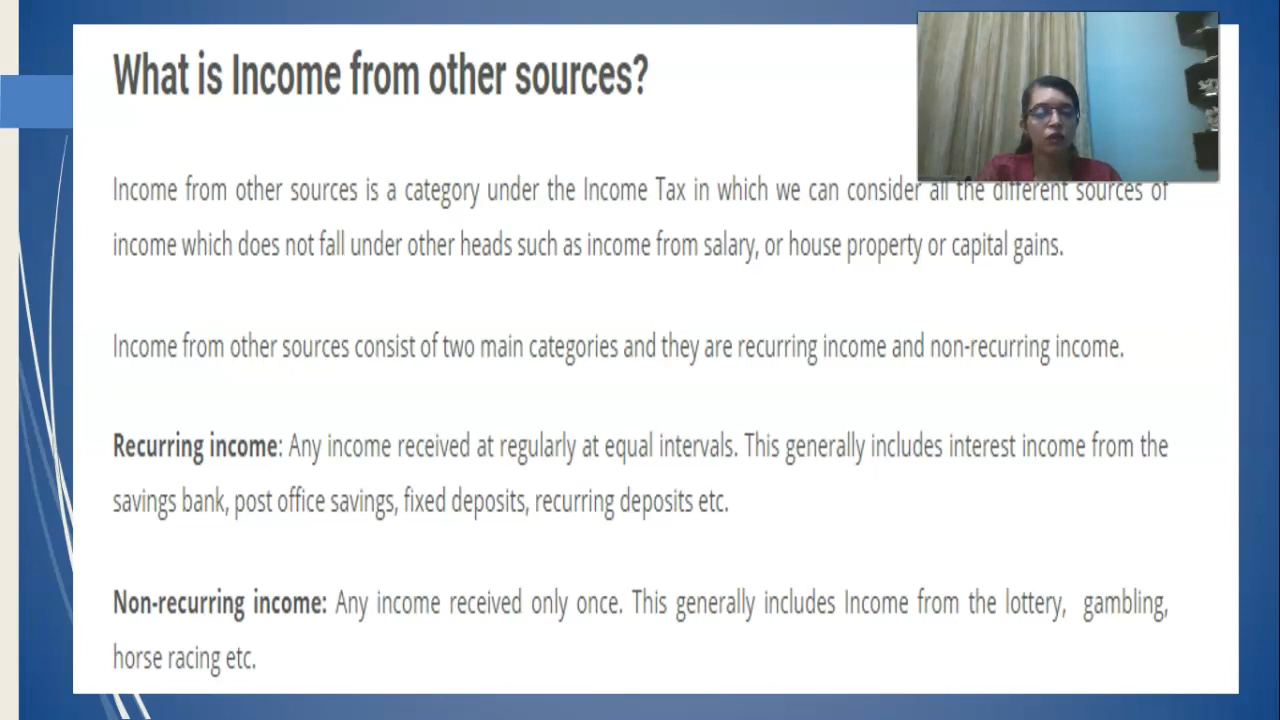 What is Income from other sources?
Income from other sources is a category under the Income Tax in which we can consider all the different sources of
income which does not fall under other heads such as income from salary, or house property or capital gains.
Income from other sources consist of two main categories and they are recurring income and non-recurring income.
Recurring income: Any income received at regularly at equal intervals. This generally includes interest income from the
savings bank, post office savings, fixed deposits, recurring deposits etc.
Non-recurring income: Any income received only once. This generally includes Income from the lottery, gambling,
horse racing etc.